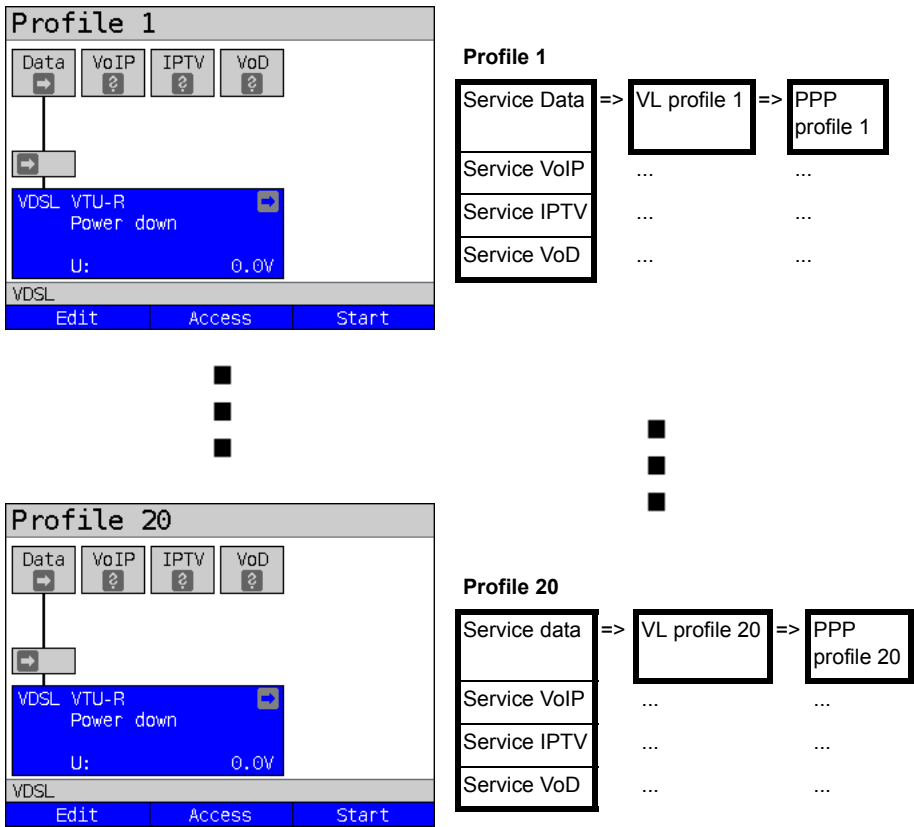 Profile 1
Data VoIP IPTV VoD
VDSL VTU-R
Power down
U: 0.0V
VDSL
Edit Access Start
Profile 1
Service Data => VL profile 1 => PPP
profile 1
Service VoIP ... ...
Service IPTV ... ...
Service VoD ... ...
Profile 20
Data VoIP IPTV VoD
VDSL VTU-R
Power down
U: 0.0V
VDSL
Edit Access Start
Profile 20
Service data => VL profile 20 => PPP
profile 20
Service VoIP ... ...
Service IPTV ... ...
Service VoD ... ...